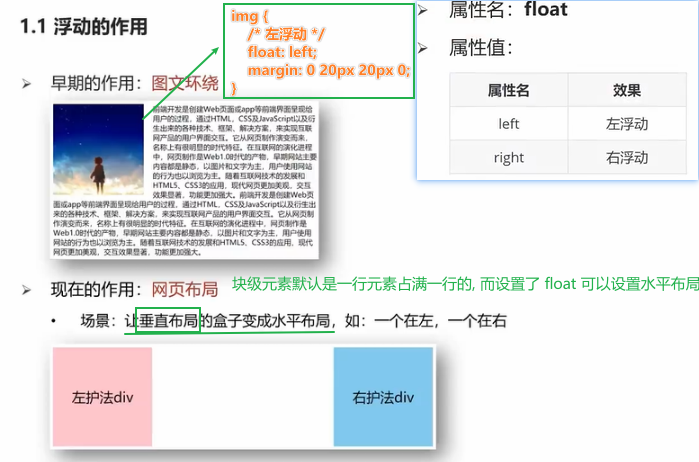 1.1 浮动的作用
img {
/* 左浮动 */
float: left;
margin: 0 20px 20px 0;
}
➢ 属性名：float
➢ 属性值：
属性名 效果
left 左浮动
right 右浮动
➢ 早期的作用：图文环绕
前端开发是创建Web页面或app等前端界面呈现给
用户的过程，通过HTML，CSS及JavaScript以及衍
生出来的各种技术、框架、解决方案，来实现互联
网产品的用户界面交互。它从网页制作演变而来，
名称上有很明显的时代特征。在互联网的演化进程
中，网页制作是Web1.0时代的产物，早期网站主要
内容都是静态，以图片和文字为主，用户使用网站
的行为也以浏览为主。随着互联网技术的发展和
HTML5、CSS3的应用，现代网页更加美观，交互
效果显著，功能更加强大。前端开发是创建Web页
面或app等前端界面呈现给用户的过程，通过HTML，CSS及JavaScript以及衍生出
来的各种技术、框架、解决方案，来实现互联网产品的用户界面交互。它从网页制
作演变而来，名称上有很明显的时代特征。在互联网的演化进程中，网页制作是
Web1.0时代的产物，早期网站主要内容都是静态，以图片和文字为主，用户使用
网站的行为也以浏览为主。随着互联网技术的发展和HTML5、CSS3的应用，现代
网页更加美观，交互效果显著，功能更加强大。
➢ 现在的作用：网页布局
块级元素默认是一行元素占满一行的, 而设置了 float 可以设置水平布局
• 场景：让垂直布局的盒子变成水平布局，如：一个在左，一个在右
左护法div
右护法div